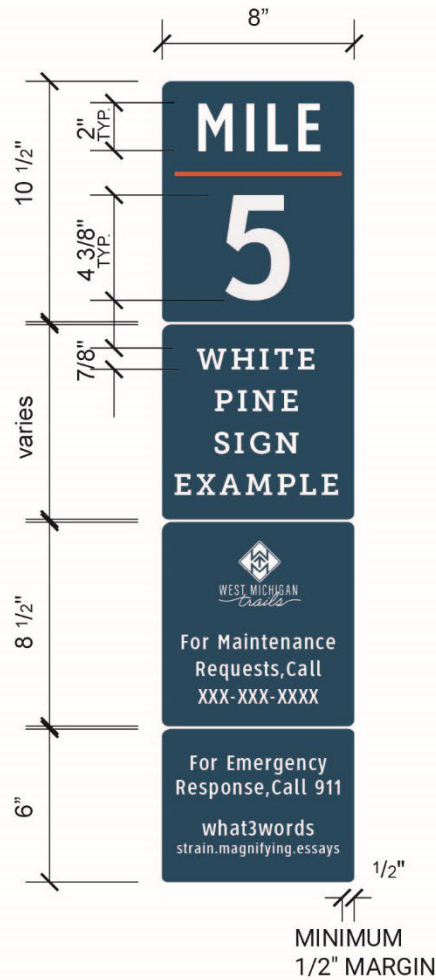 8"
10 1/2"
2"
TYP.
MILE
4 3/8"
TYP.
5
7/8"
varies
WHITE
PINE
SIGN
EXAMPLE
8 1/2"
WEST MICHIGAN
trails
For Maintenance
Requests,Call
XXX-XXX-XXXX
6"
For Emergency
Response,Call 911
what3words
strain.magnifying.essays
1/2"
MINIMUM
1/2" MARGIN